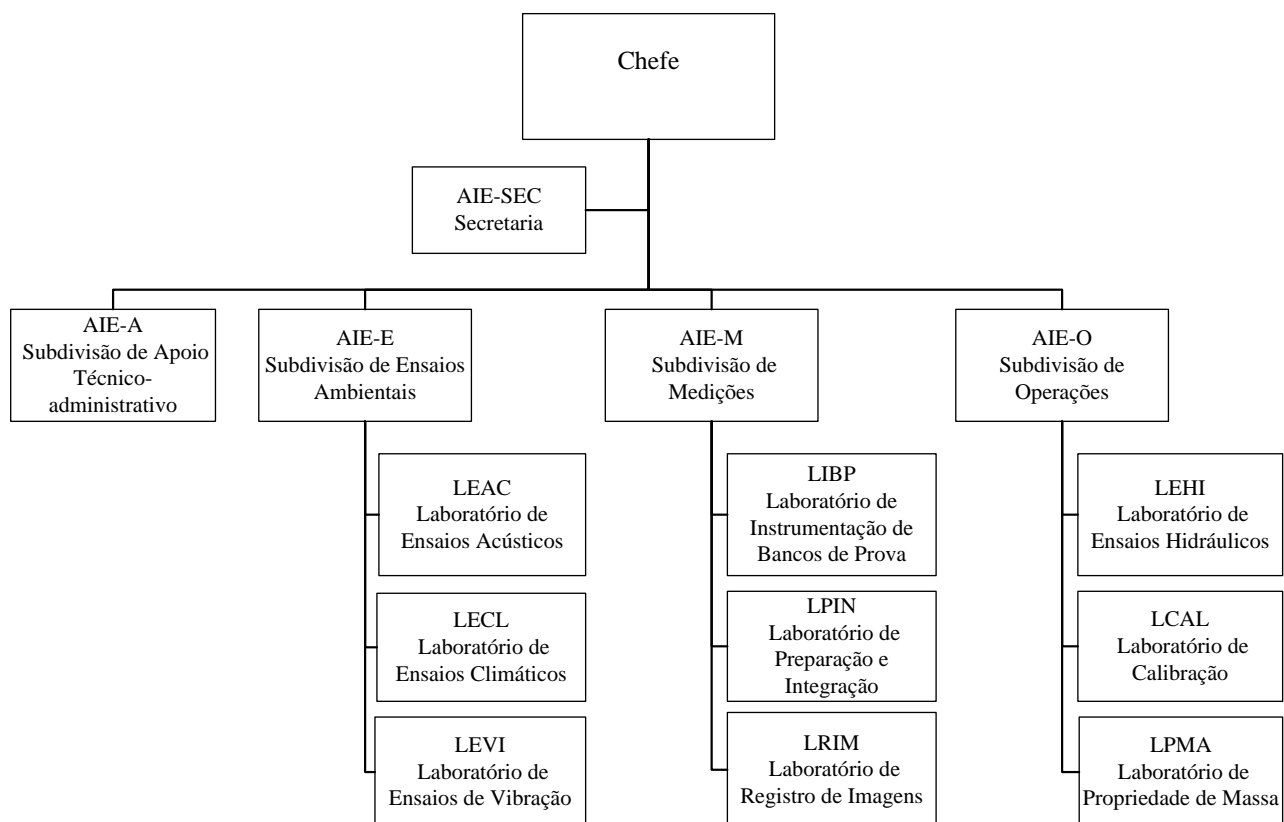 Chefe
AIE-SEC
Secretaria
AIE-A
Subdivisão de Apoio
Técnico-
administrativo
AIE-E
Subdivisão de Ensaios
Ambientais
AIE-M
Subdivisão de
Medições
AIE-O
Subdivisão de
Operações
LEAC
Laboratório de
Ensaios Acústicos
LECL
Laboratório de
Ensaios Climáticos
LEVI
Laboratório de
Ensaios de Vibração
LIBP
Laboratório de
Instrumentação de
Bancos de Prova
LPIN
Laboratório de
Preparação e
Integração
LRIM
Laboratório de
Registro de Imagens
LEHI
Laboratório de
Ensaios Hidráulicos
LCAL
Laboratório de
Calibração
LPMA
Laboratório de
Propriedade de Massa